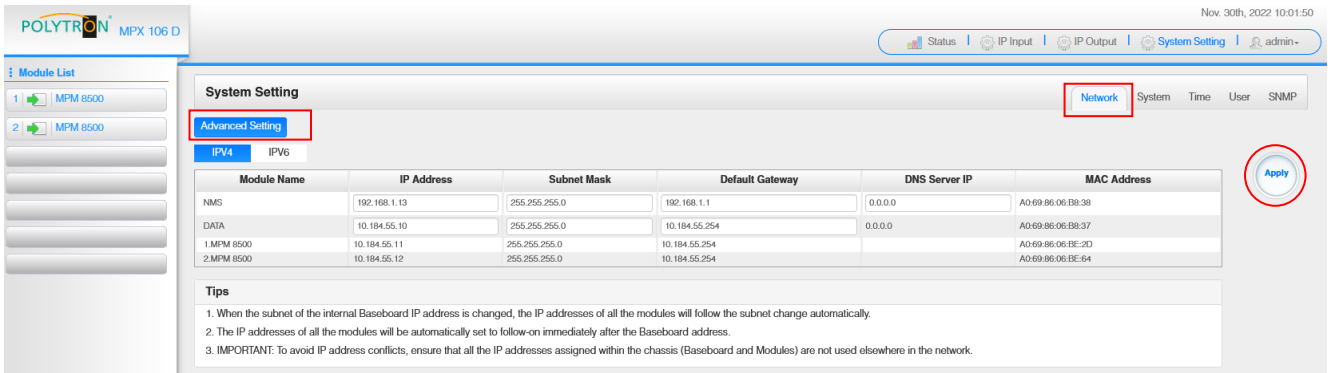 Nov. 30th, 2022 10:01:50
POLYTRON MPX 106 D
Status IP Input IP Output System Setting admin
Module List
1 MPM 8500
2 MPM 8500
System Setting
Network System Time User SNMP
Advanced Setting
IPV4 IPV6
Apply
Module Name IP Address Subnet Mask Default Gateway DNS Server IP MAC Address
NMS 192.168.1.13 255.255.255.0 192.168.1.1 0.0.0.0 A0:69:86:06:B8:38
DATA 10.184.55.10 255.255.255.0 10.184.55.254 0.0.0.0 A0:69:86:06:B8:37
1.MPM 8500 10.184.55.11 255.255.255.0 10.184.55.254 A0:69:86:06:BE:2D
2.MPM 8500 10.184.55.12 255.255.255.0 10.184.55.254 A0:69:86:06:BE:64
Tips
1. When the subnet of the internal Baseboard IP address is changed, the IP addresses of all the modules will follow the subnet change automatically.
2. The IP addresses of all the modules will be automatically set to follow-on immediately after the Baseboard address.
3. IMPORTANT: To avoid IP address conflicts, ensure that all the IP addresses assigned within the chassis (Baseboard and Modules) are not used elsewhere in the network.